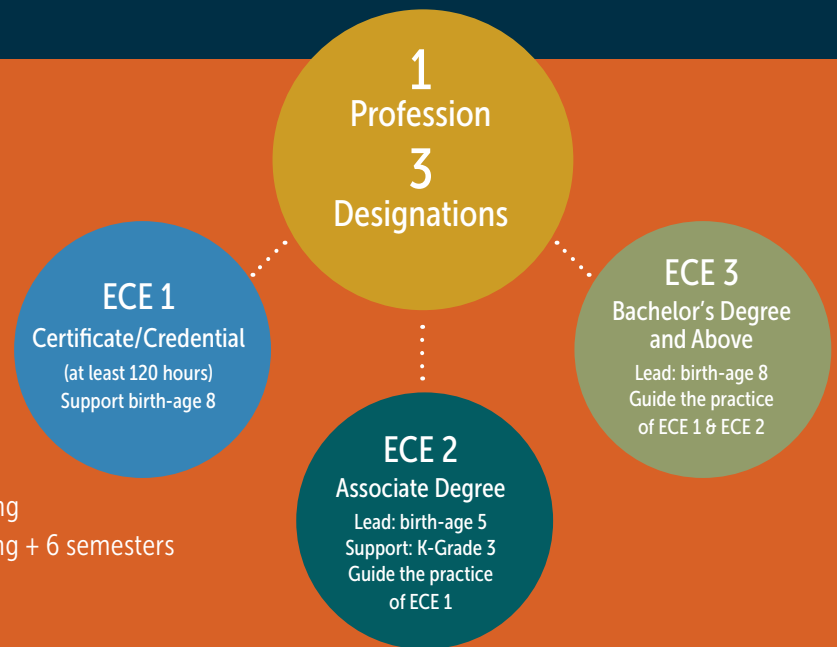 1
Profession
3
Designations
ECE 1
Certificate/Credential
(at least 120 hours)
Support birth-age 8
ECE 3
Bachelor's Degree
and Above
Lead: birth-age 8
Guide the practice
of ECE 1 & ECE 2
ECE 2
Associate Degree
Lead: birth-age 5
Support: K-Grade 3
Guide the practice
of ECE 1
+ 6 semesters